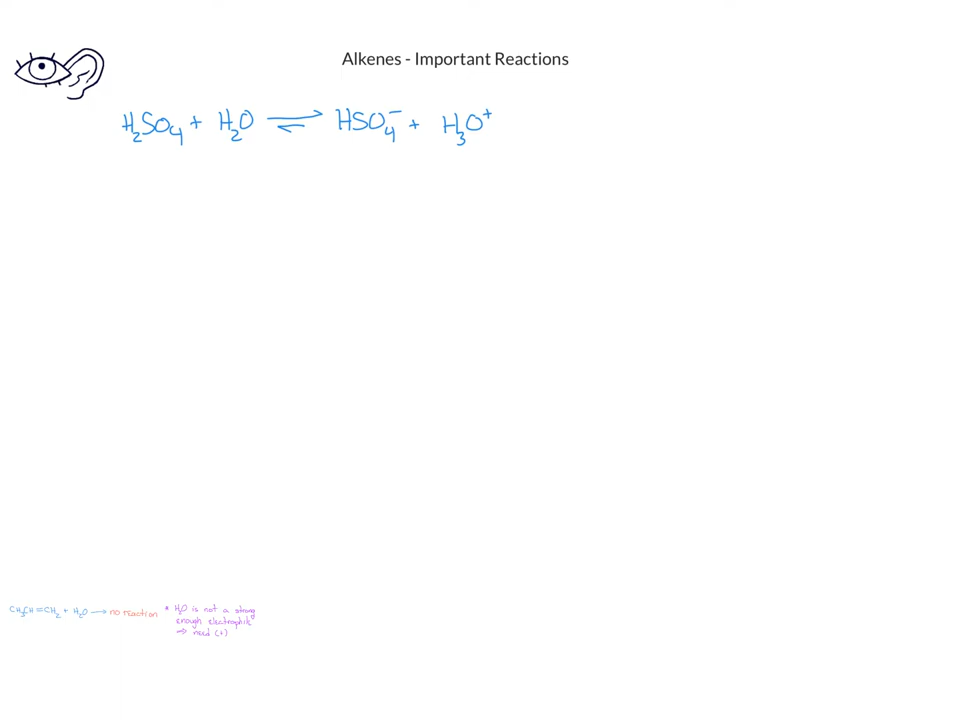 Alkenes - Important Reactions
H₂SO₄ + H₂O ⇌ HSO₄⁻ + H₃O⁺
CH₃CH=CH₂ + H₂O → no reaction * H₂O is not a strong
enough electrophile
→ need (+)